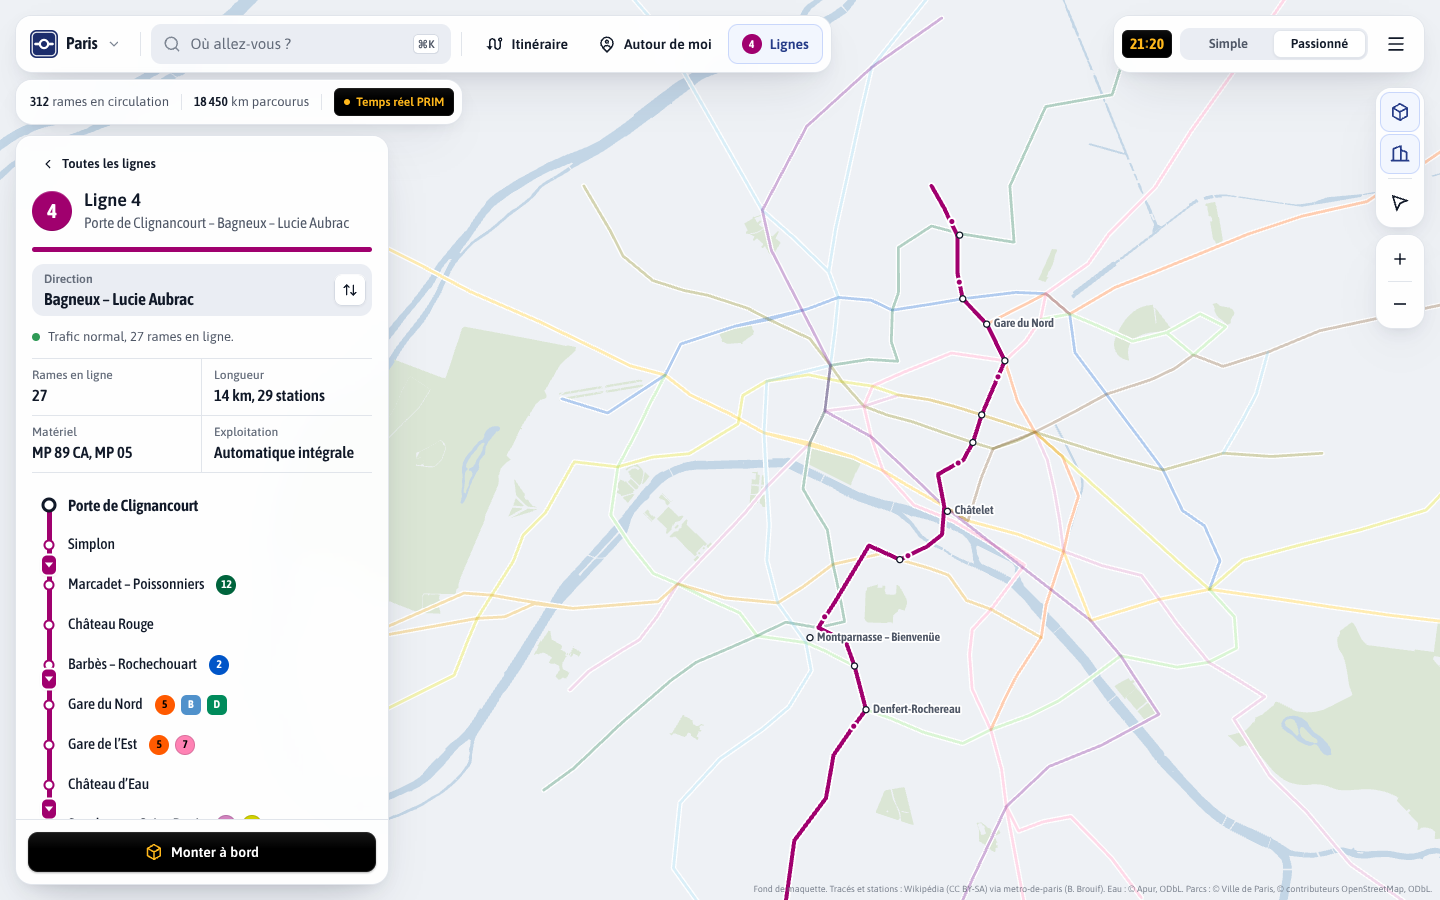 Paris
Où allez-vous ?
⌘K
Itinéraire
Autour de moi
4 Lignes
21:20
Simple
Passionné
312 rames en circulation
18 450 km parcourus
Temps réel PRIM
Toutes les lignes
4
Ligne 4
Porte de Clignancourt – Bagneux – Lucie Aubrac
Direction
Bagneux – Lucie Aubrac
Trafic normal, 27 rames en ligne.
Rames en ligne
27
Longueur
14 km, 29 stations
Matériel
MP 89 CA, MP 05
Exploitation
Automatique intégrale
Porte de Clignancourt
Simplon
Marcadet – Poissonniers 12
Château Rouge
Barbès – Rochechouart 2
Gare du Nord 5 B D
Gare de l’Est 5 7
Château d’Eau
Monter à bord
Gare du Nord
Châtelet
Montparnasse – Bienvenüe
Denfert-Rochereau
Fond de maquette. Tracés et stations : Wikipédia (CC BY-SA) via metro-de-paris (B. Brouif). Eau : © Apur, ODbL. Parcs : © Ville de Paris, © contributeurs OpenStreetMap, ODbL.